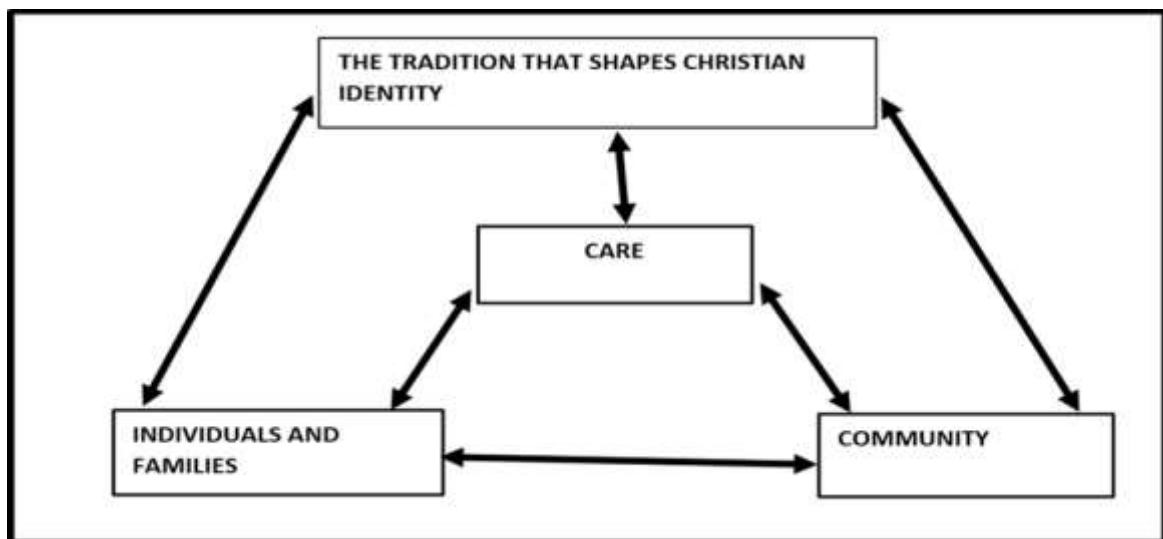 THE TRADITION THAT SHAPES CHRISTIAN
IDENTITY
CARE
INDIVIDUALS AND
FAMILIES
COMMUNITY